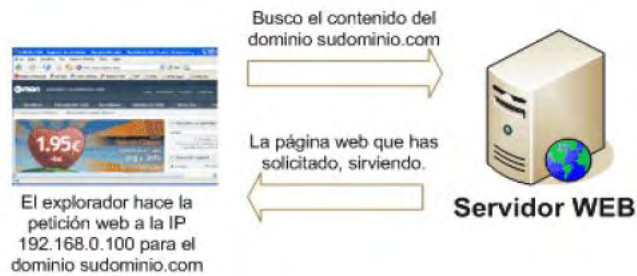 Busco el contenido del
dominio sudominio.com
1.95€
La página web que has
solicitado, sirviendo.
El explorador hace la
petición web a la IP
192.168.0.100 para el
dominio sudominio.com
Servidor WEB